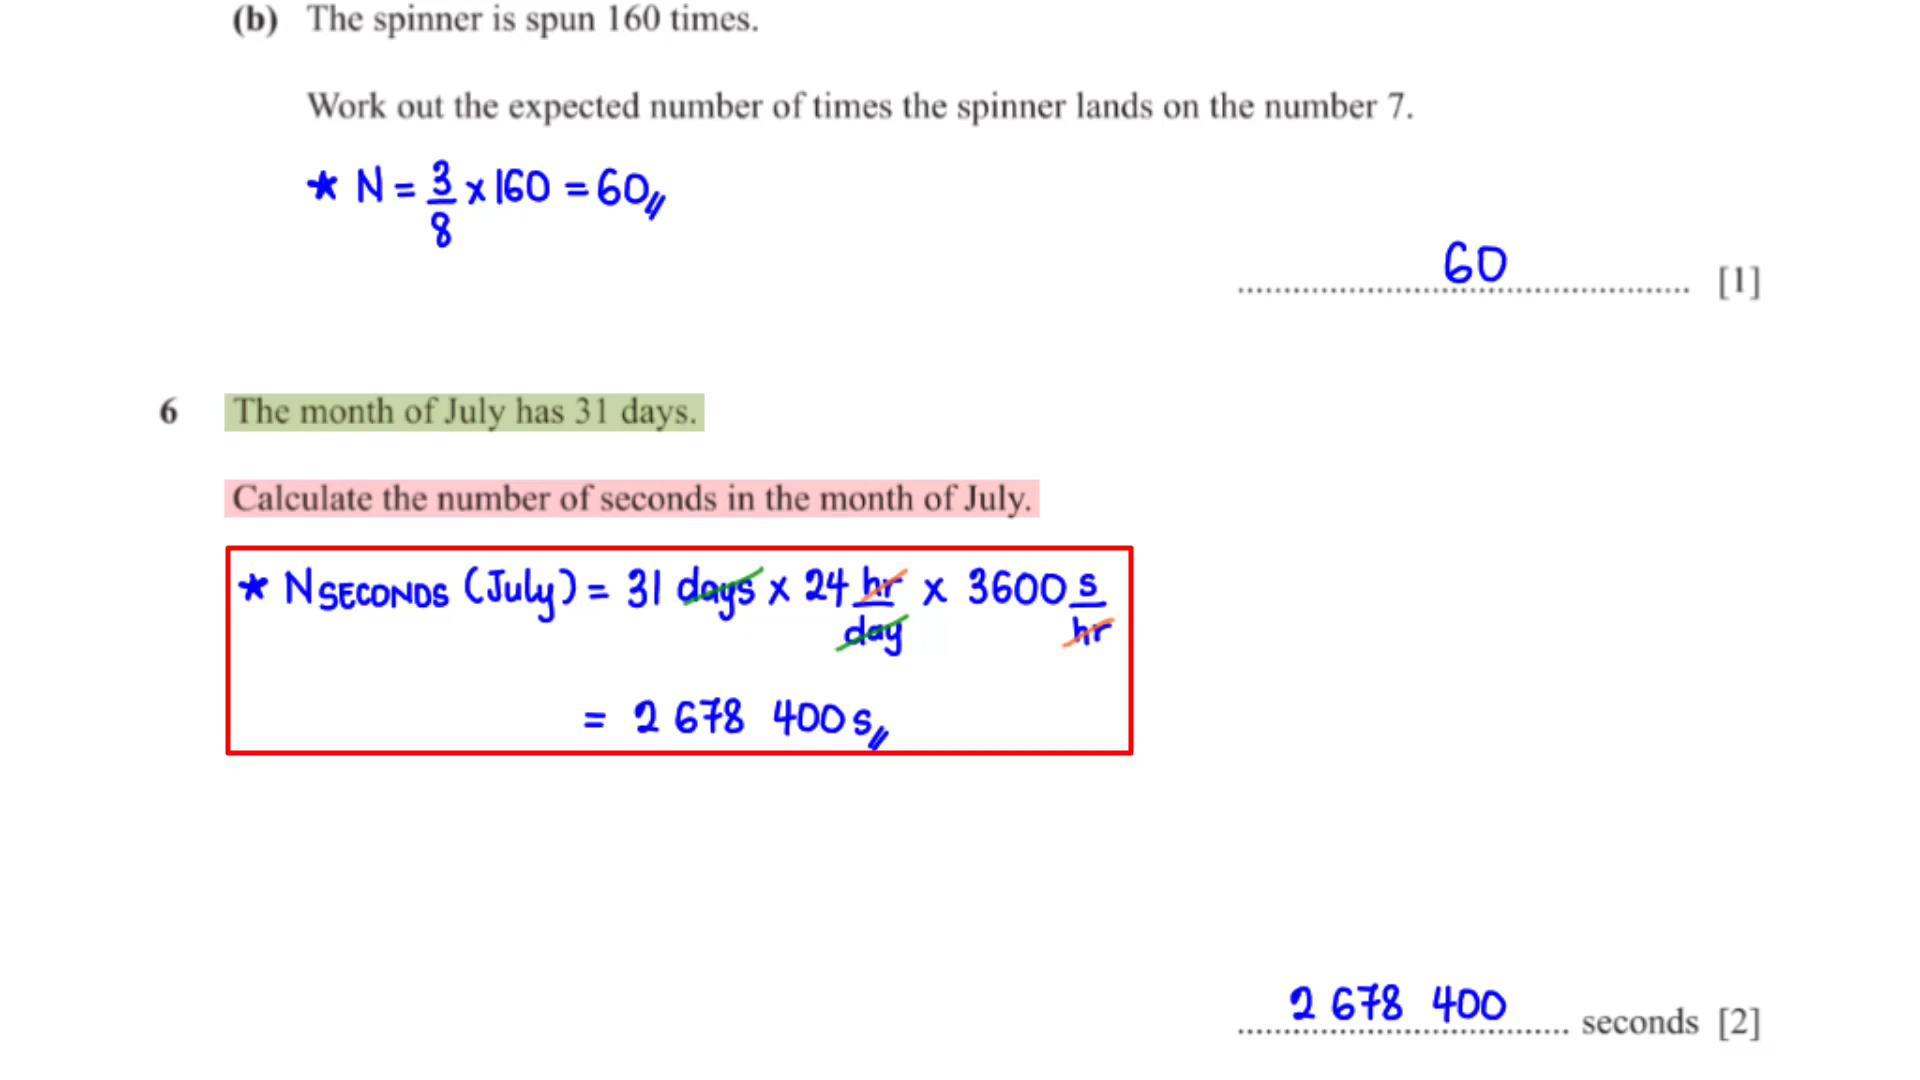 (b) The spinner is spun 160 times.
Work out the expected number of times the spinner lands on the number 7.
* N = 3/8 x 160 = 60//
60
.................................................. [1]
6 The month of July has 31 days.
Calculate the number of seconds in the month of July.
* NSECONDS (July) = 31 days x 24 hr/day x 3600 s/hr
= 2 678 400 s//
2 678 400
..................................... seconds [2]